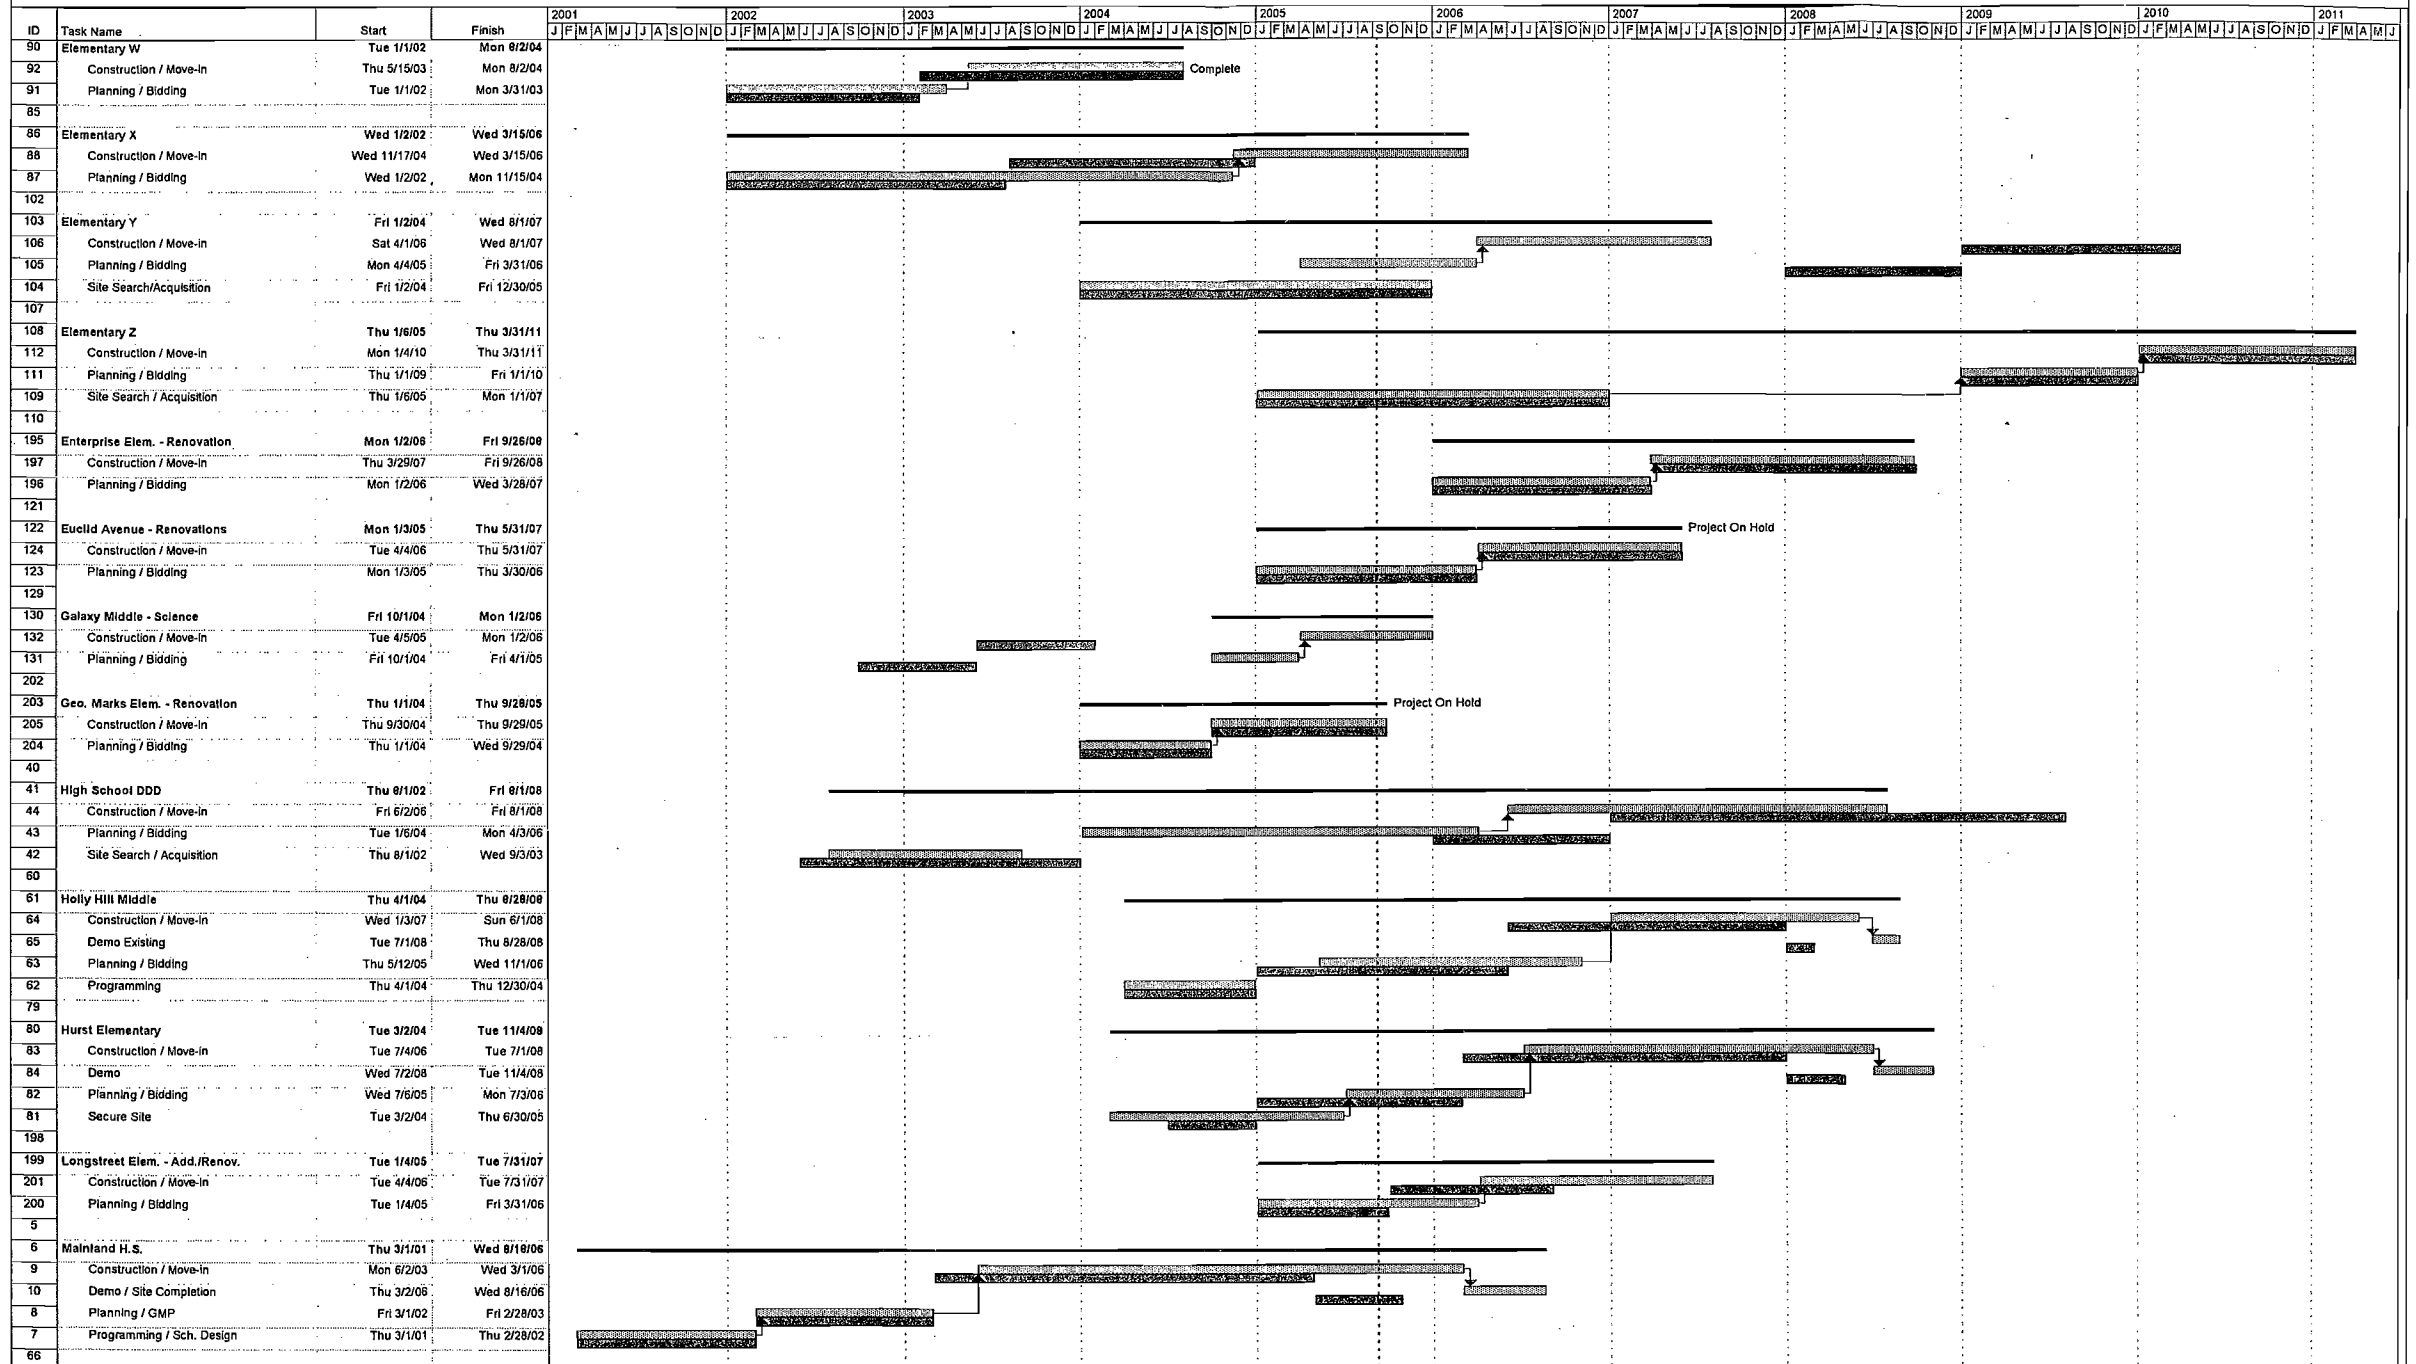 2001 2002 2003 2004 2005 2006 2007 2008 2009 2010 2011
ID Task Name Start Finish J F M A M J J A S O N D J F M A M J J A S O N D J F M A M J J A S O N D J F M A M J J A S O N D J F M A M J J A S O N D J F M A M J J A S O N D J F M A M J J A S O N D J F M A M J J A S O N D J F M A M J J A S O N D J F M A M J J A S O N D J F M A M J
90 Elementary W Tue 1/1/02 Mon 8/2/04
92 Construction / Move-in Thu 5/15/03 Mon 8/2/04 Complete
91 Planning / Bidding Tue 1/1/02 Mon 3/31/03
85
86 Elementary X Wed 1/2/02 Wed 3/15/06
88 Construction / Move-in Wed 11/17/04 Wed 3/15/06
87 Planning / Bidding Wed 1/2/02 Mon 11/15/04
102
103 Elementary Y Fri 1/2/04 Wed 8/1/07
106 Construction / Move-in Sat 4/1/06 Wed 8/1/07
105 Planning / Bidding Mon 4/4/05 Fri 3/31/06
104 Site Search/Acquisition Fri 1/2/04 Fri 12/30/05
107
108 Elementary Z Thu 1/6/05 Thu 3/31/11
112 Construction / Move-in Mon 1/4/10 Thu 3/31/11
111 Planning / Bidding Thu 1/1/09 Fri 1/1/10
109 Site Search / Acquisition Thu 1/6/05 Mon 1/1/07
110
195 Enterprise Elem. - Renovation Mon 1/2/06 Fri 9/26/08
197 Construction / Move-in Thu 3/29/07 Fri 9/26/08
196 Planning / Bidding Mon 1/2/06 Wed 3/28/07
121
122 Euclid Avenue - Renovations Mon 1/3/05 Thu 5/31/07 Project On Hold
124 Construction / Move-in Tue 4/4/06 Thu 5/31/07
123 Planning / Bidding Mon 1/3/05 Thu 3/30/06
129
130 Galaxy Middle - Science Fri 10/1/04 Mon 1/2/06
132 Construction / Move-in Tue 4/5/05 Mon 1/2/06
131 Planning / Bidding Fri 10/1/04 Fri 4/1/05
202
203 Geo. Marks Elem. - Renovation Thu 1/1/04 Thu 9/29/05 Project On Hold
205 Construction / Move-in Thu 9/30/04 Thu 9/29/05
204 Planning / Bidding Thu 1/1/04 Wed 9/29/04
40
41 High School DDD Thu 8/1/02 Fri 8/1/08
44 Construction / Move-in Fri 6/2/06 Fri 8/1/08
43 Planning / Bidding Tue 1/6/04 Mon 4/3/06
42 Site Search / Acquisition Thu 8/1/02 Wed 9/3/03
60
61 Holly Hill Middle Thu 4/1/04 Thu 8/28/08
64 Construction / Move-in Wed 1/3/07 Sun 6/1/08
65 Demo Existing Tue 7/1/08 Thu 8/28/08
63 Planning / Bidding Thu 5/12/05 Wed 11/1/06
62 Programming Thu 4/1/04 Thu 12/30/04
79
80 Hurst Elementary Tue 3/2/04 Tue 11/4/08
83 Construction / Move-in Tue 7/4/06 Tue 7/1/08
84 Demo Wed 7/2/08 Tue 11/4/08
82 Planning / Bidding Wed 7/6/05 Mon 7/3/06
81 Secure Site Tue 3/2/04 Thu 6/30/05
198
199 Longstreet Elem. - Add./Renov. Tue 1/4/05 Tue 7/31/07
201 Construction / Move-in Tue 4/4/06 Tue 7/31/07
200 Planning / Bidding Tue 1/4/05 Fri 3/31/06
5
6 Mainland H.S. Thu 3/1/01 Wed 8/16/06
9 Construction / Move-in Mon 6/2/03 Wed 3/1/06
10 Demo / Site Completion Thu 3/2/06 Wed 8/16/06
8 Planning / GMP Fri 3/1/02 Fri 2/28/03
7 Programming / Sch. Design Thu 3/1/01 Thu 2/28/02
66